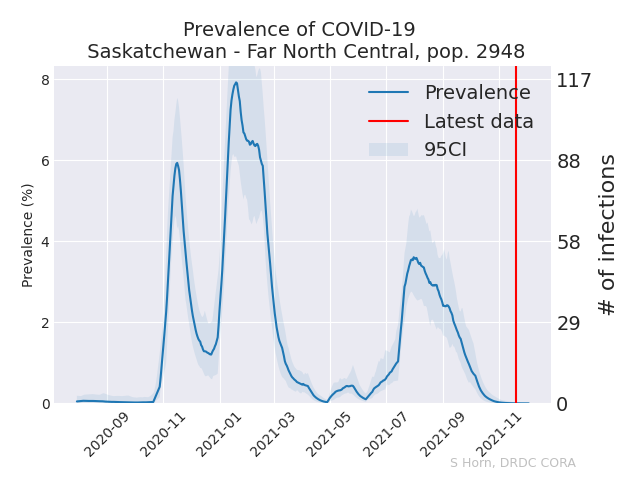 Prevalence of COVID-19
Saskatchewan - Far North Central, pop. 2948
Prevalence
Latest data
95CI
Prevalence (%)
8
6
4
2
0
117
88
58
29
0
# of infections
2020-09
2020-11
2021-01
2021-03
2021-05
2021-07
2021-09
2021-11
S Horn, DRDC CORA